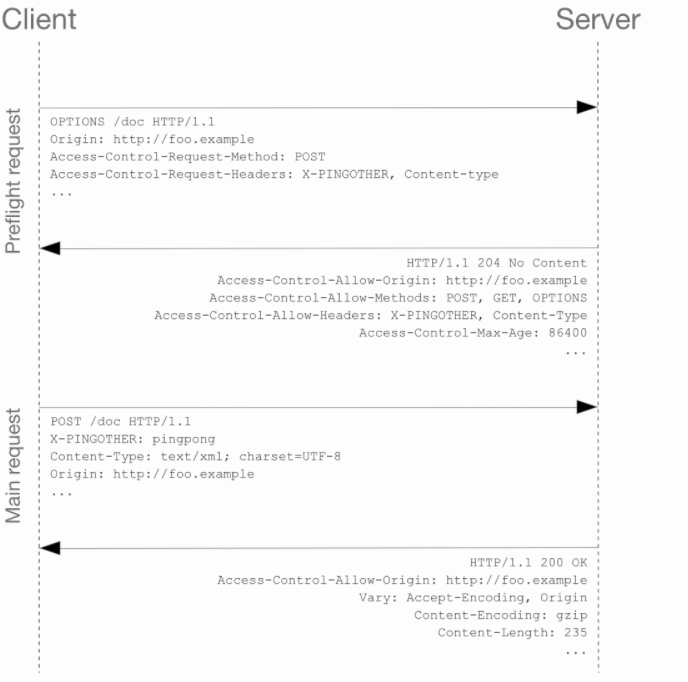 Client
Server
Preflight request
OPTIONS /doc HTTP/1.1
Origin: http://foo.example
Access-Control-Request-Method: POST
Access-Control-Request-Headers: X-PINGOTHER, Content-type
...
HTTP/1.1 204 No Content
Access-Control-Allow-Origin: http://foo.example
Access-Control-Allow-Methods: POST, GET, OPTIONS
Access-Control-Allow-Headers: X-PINGOTHER, Content-Type
Access-Control-Max-Age: 86400
...
Main request
POST /doc HTTP/1.1
X-PINGOTHER: pingpong
Content-Type: text/xml; charset=UTF-8
Origin: http://foo.example
...
HTTP/1.1 200 OK
Access-Control-Allow-Origin: http://foo.example
Vary: Accept-Encoding, Origin
Content-Encoding: gzip
Content-Length: 235
...